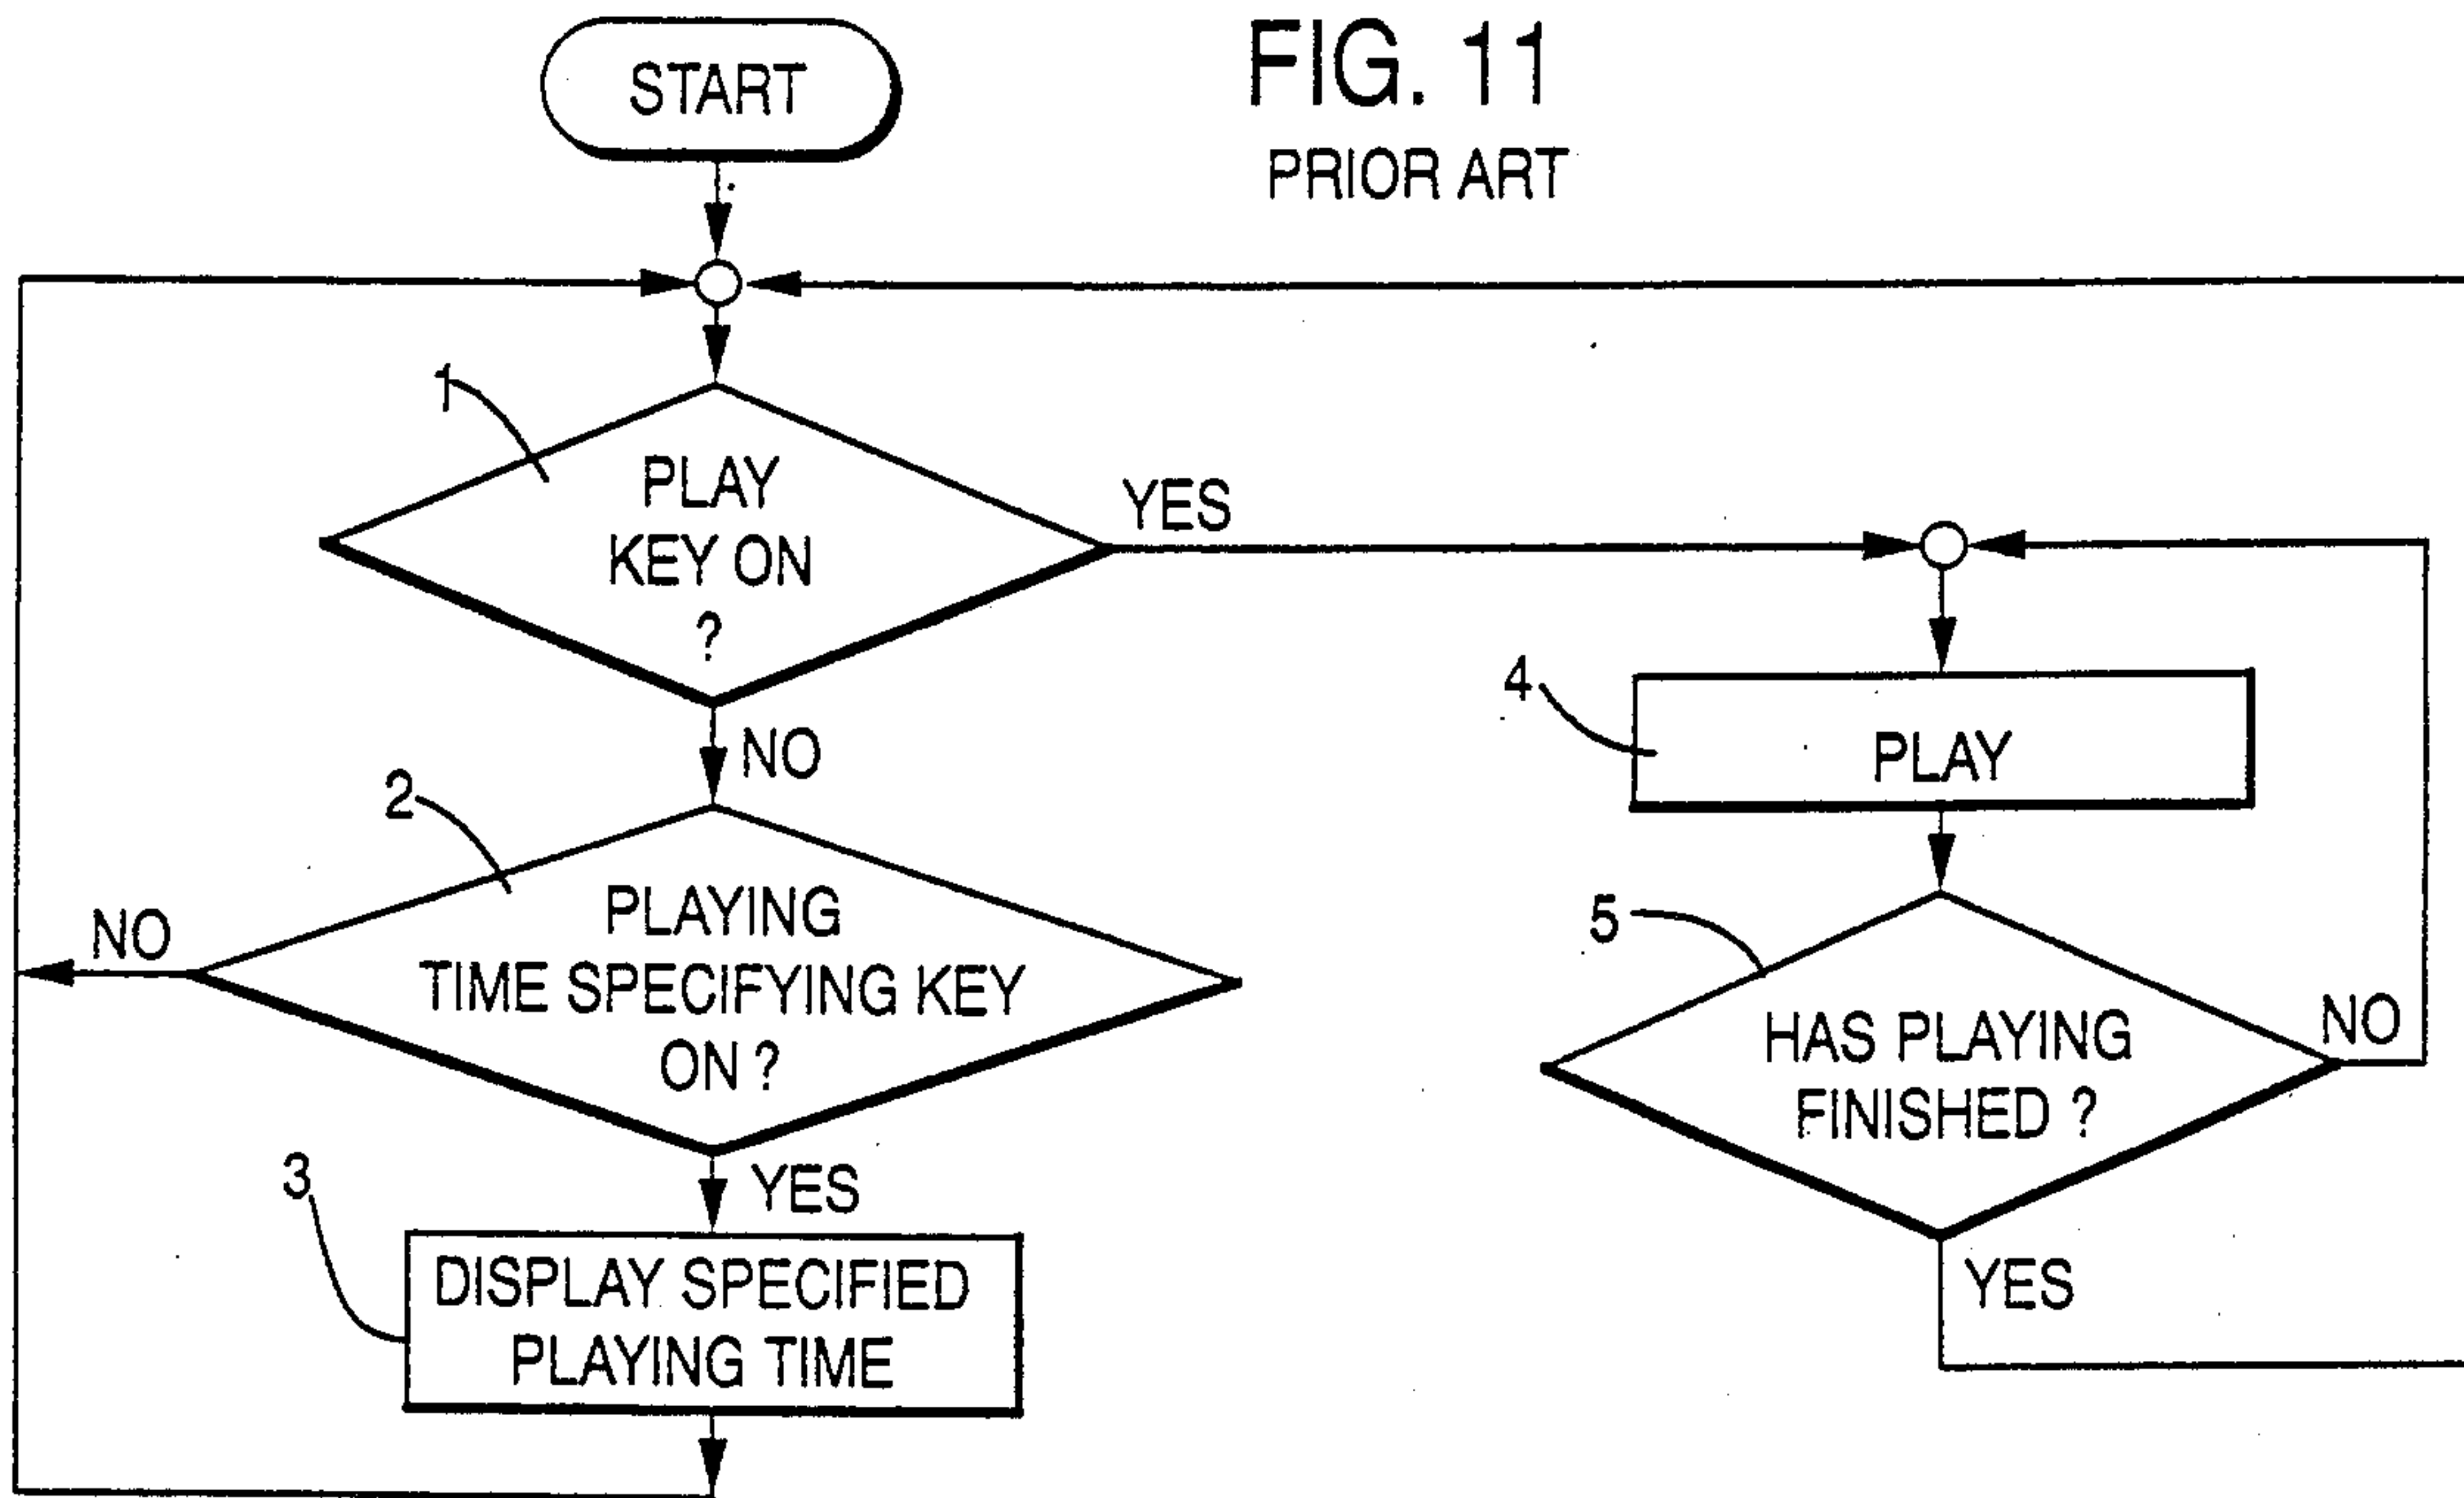 START
FIG. 11
PRIOR ART
1
PLAY
KEY ON
?
YES
NO
2
PLAYING
TIME SPECIFYING KEY
ON ?
NO
YES
3
DISPLAY SPECIFIED
PLAYING TIME
4
PLAY
5
HAS PLAYING
FINISHED ?
NO
YES